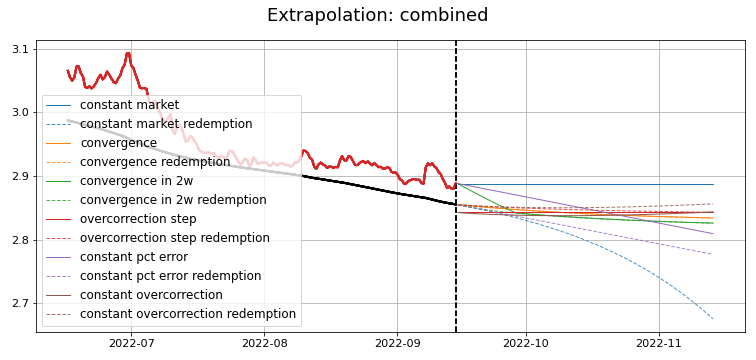 Extrapolation: combined
3.1
3.0
2.9
2.8
2.7
constant market
constant market redemption
convergence
convergence redemption
convergence in 2w
convergence in 2w redemption
overcorrection step
overcorrection step redemption
constant pct error
constant pct error redemption
constant overcorrection
constant overcorrection redemption
2022-07 2022-08 2022-09 2022-10 2022-11